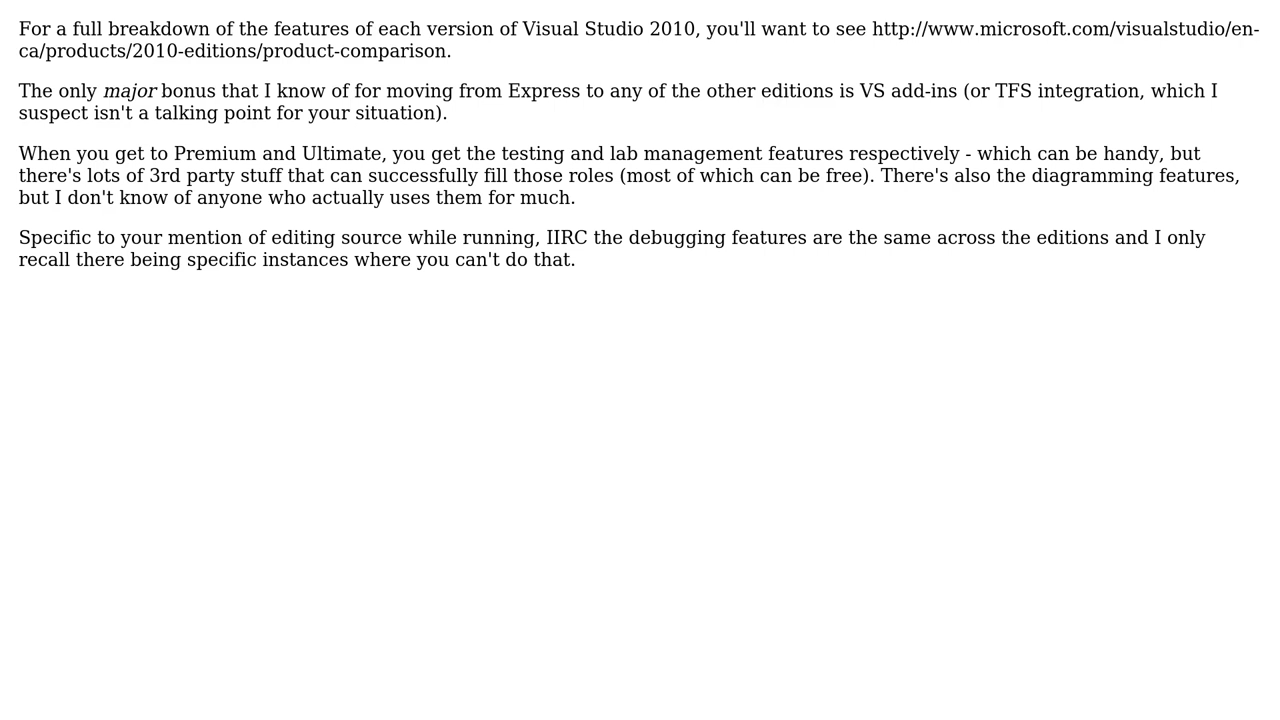 For a full breakdown of the features of each version of Visual Studio 2010, you'll want to see http://www.microsoft.com/visualstudio/en-
ca/products/2010-editions/product-comparison.
The only major bonus that I know of for moving from Express to any of the other editions is VS add-ins (or TFS integration, which I
suspect isn't a talking point for your situation).
When you get to Premium and Ultimate, you get the testing and lab management features respectively - which can be handy, but
there's lots of 3rd party stuff that can successfully fill those roles (most of which can be free). There's also the diagramming features,
but I don't know of anyone who actually uses them for much.
Specific to your mention of editing source while running, IIRC the debugging features are the same across the editions and I only
recall there being specific instances where you can't do that.